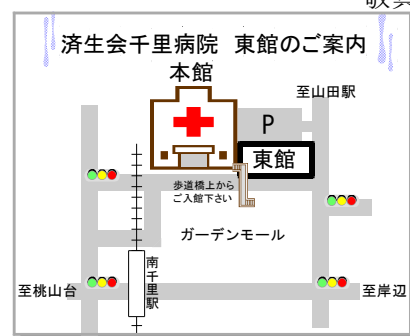 済生会千里病院 東館のご案内
本館
至山田駅
P
東館
歩道橋上から
ご入館下さい
ガーデンモール
南千里駅
至桃山台
至岸辺